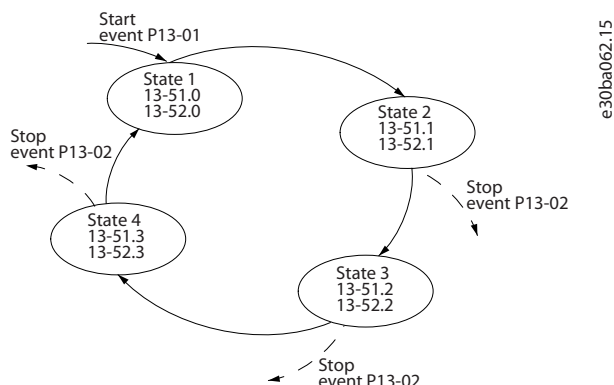 Start
event P13-01
State 1
13-51.0
13-52.0
State 2
13-51.1
13-52.1
Stop
event P13-02
State 3
13-51.2
13-52.2
Stop
event P13-02
State 4
13-51.3
13-52.3
Stop
event P13-02
e30ba062.15